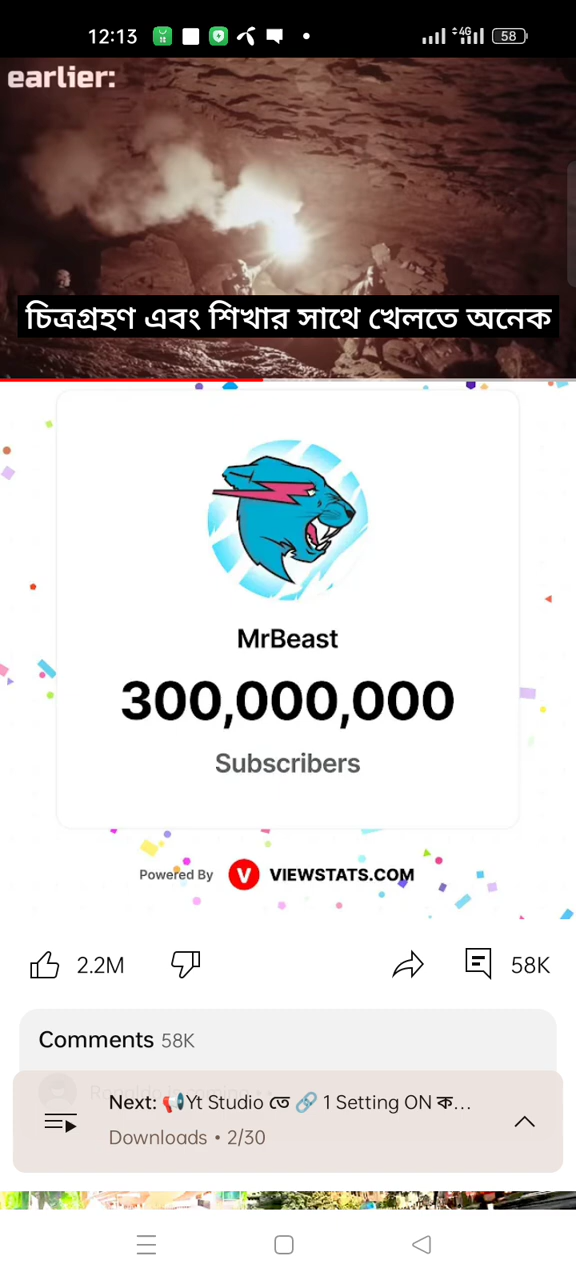 12:13
4G
58
earlier:
চিত্রগ্রহণ এবং শিখার সাথে খেলতে অনেক
MrBeast
300,000,000
Subscribers
Powered By V VIEWSTATS.COM
2.2M
58K
Comments 58K
Next: 📢Yt Studio তে 🔗 1 Setting ON ক...
Downloads • 2/30